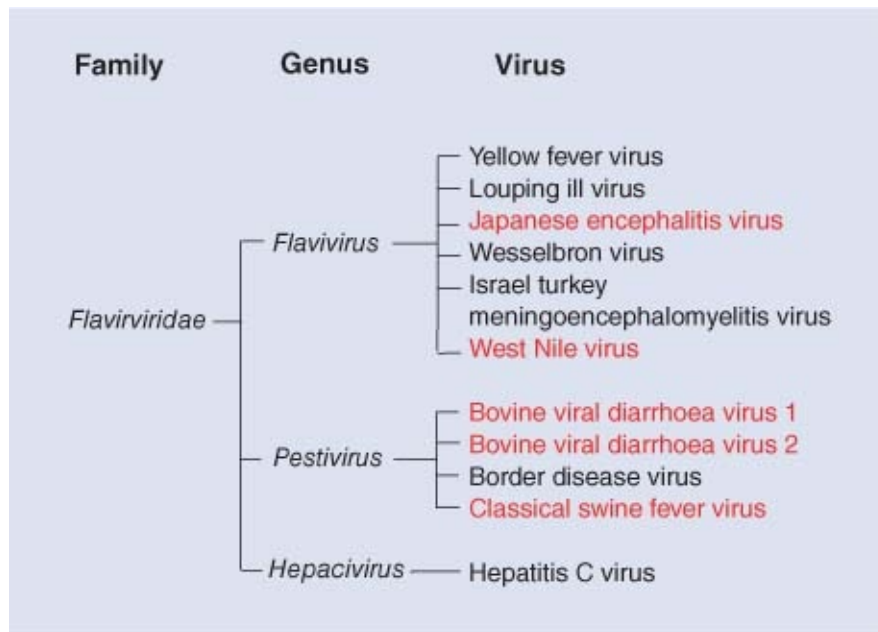 Family Genus Virus
Yellow fever virus
Louping ill virus
Japanese encephalitis virus
Flavivirus
Wesselbron virus
Israel turkey
meningoencephalomyelitis virus
West Nile virus
Flavirviridae
Bovine viral diarrhoea virus 1
Bovine viral diarrhoea virus 2
Pestivirus
Border disease virus
Classical swine fever virus
Hepacivirus
Hepatitis C virus